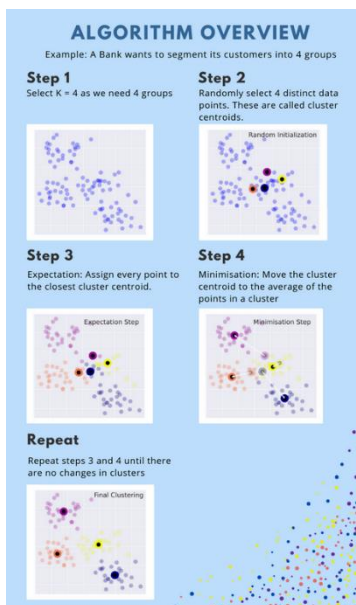 ALGORITHM OVERVIEW
Example: A Bank wants to segment its customers into 4 groups
Step 1
Select K = 4 as we need 4 groups
Step 2
Randomly select 4 distinct data
points. These are called cluster
centroids.
Random Initialization
Step 3
Expectation: Assign every point to
the closest cluster centroid.
Expectation Step
Step 4
Minimisation: Move the cluster
centroid to the average of the
points in a cluster
Minimisation Step
Repeat
Repeat steps 3 and 4 until there
are no changes in clusters
Final Clustering